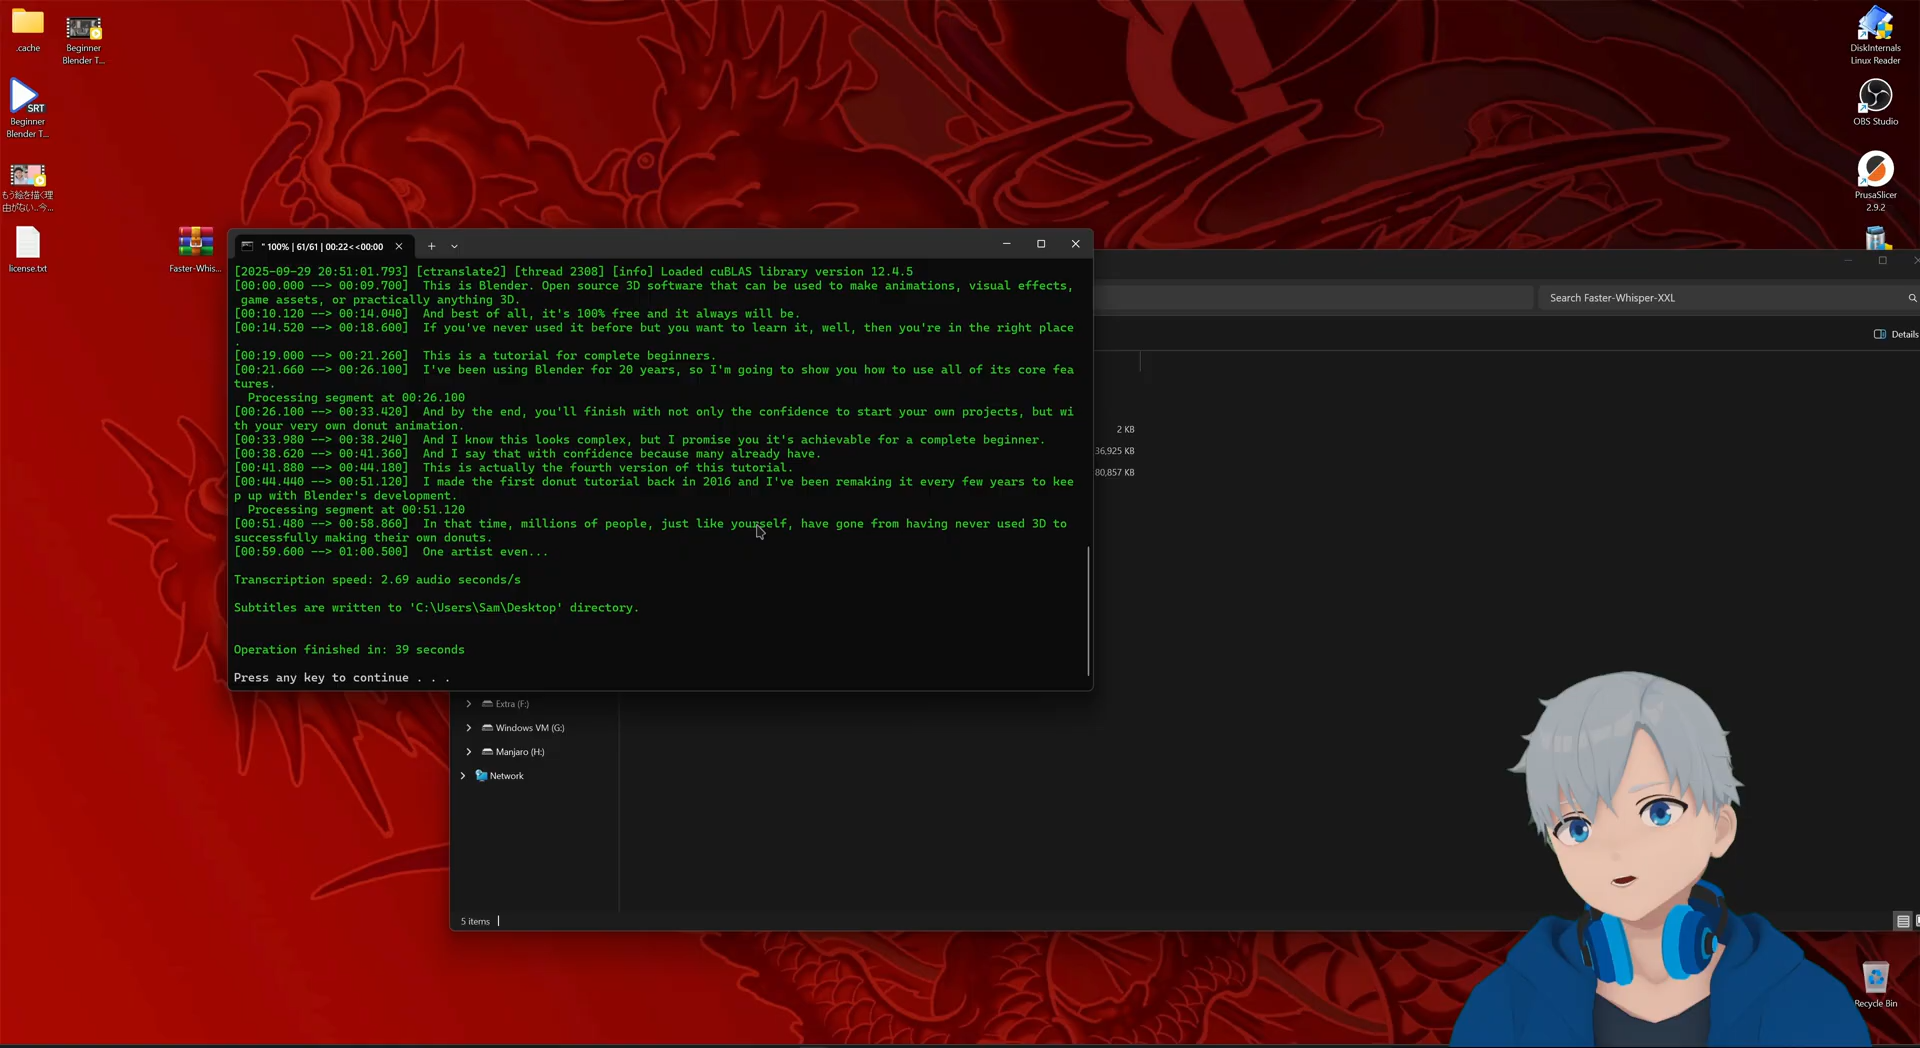 .cache
Beginner
Blender T...
SRT
Beginner
Blender T...
もう絵を描く理
由がない...今...
license.txt
Faster-Whis...
DiskInternals
Linux Reader
OBS Studio
PrusaSlicer
2.9.2
" 100% | 61/61 | 00:22<<00:00
[2025-09-29 20:51:01.793] [ctranslate2] [thread 2308] [info] Loaded cuBLAS library version 12.4.5
[00:00.000 --> 00:09.700]  This is Blender. Open source 3D software that can be used to make animations, visual effects,
game assets, or practically anything 3D.
[00:10.120 --> 00:14.040]  And best of all, it's 100% free and it always will be.
[00:14.520 --> 00:18.600]  If you've never used it before but you want to learn it, well, then you're in the right place
.
[00:19.000 --> 00:21.260]  This is a tutorial for complete beginners.
[00:21.660 --> 00:26.100]  I've been using Blender for 20 years, so I'm going to show you how to use all of its core fea
tures.
Processing segment at 00:26.100
[00:26.100 --> 00:33.420]  And by the end, you'll finish with not only the confidence to start your own projects, but wi
th your very own donut animation.
[00:33.980 --> 00:38.240]  And I know this looks complex, but I promise you it's achievable for a complete beginner.
[00:38.620 --> 00:41.360]  And I say that with confidence because many already have.
[00:41.880 --> 00:44.180]  This is actually the fourth version of this tutorial.
[00:44.440 --> 00:51.120]  I made the first donut tutorial back in 2016 and I've been remaking it every few years to kee
p up with Blender's development.
Processing segment at 00:51.120
[00:51.480 --> 00:58.860]  In that time, millions of people, just like yourself, have gone from having never used 3D to
successfully making their own donuts.
[00:59.600 --> 01:00.500]  One artist even...
Transcription speed: 2.69 audio seconds/s
Subtitles are written to 'C:\Users\Sam\Desktop' directory.
Operation finished in: 39 seconds
Press any key to continue . . .
Search Faster-Whisper-XXL
Details
2 KB
36,925 KB
80,857 KB
Extra (F:)
Windows VM (G:)
Manjaro (H:)
Network
5 items
Recycle Bin